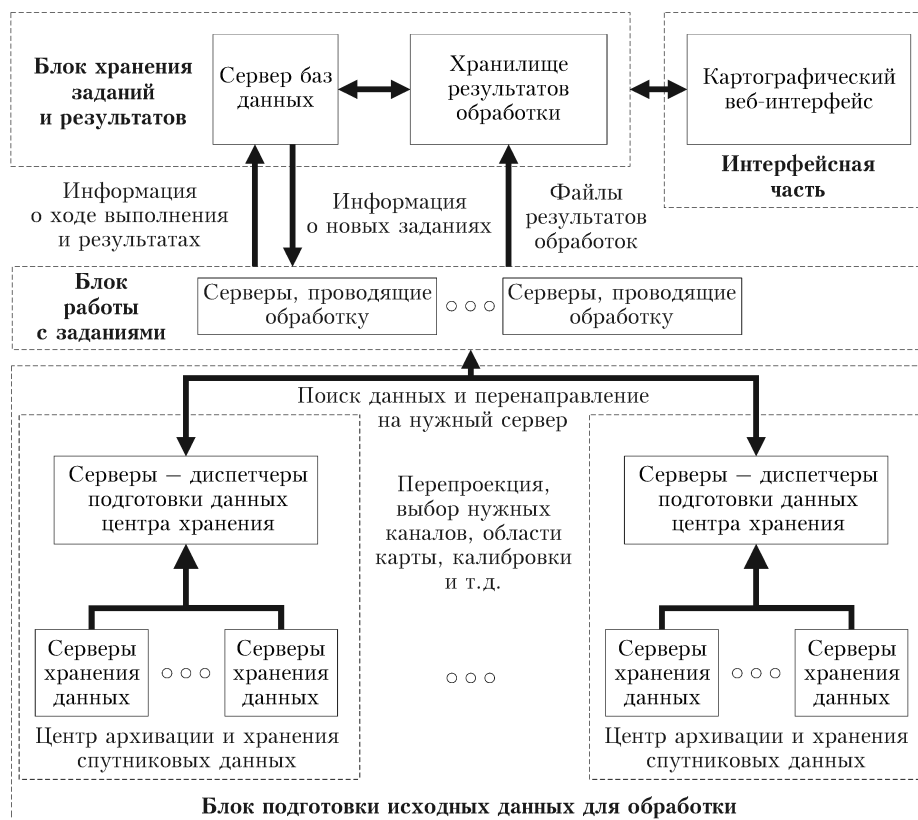 Блок хранения
заданий
и результатов
Сервер баз
данных
Хранилище
результатов
обработки
Картографический
веб-интерфейс
Интерфейсная
часть
Информация
о ходе выполнения
и результатах
Информация
о новых заданиях
Файлы
результатов
обработок
Блок
работы
с заданиями
Серверы, проводящие
обработку
Серверы, проводящие
обработку
Поиск данных и перенаправление
на нужный сервер
Серверы – диспетчеры
подготовки данных
центра хранения
Перепроекция,
выбор нужных
каналов, области
карты, калибровки
и т.д.
Серверы – диспетчеры
подготовки данных
центра хранения
Серверы
хранения
данных
Серверы
хранения
данных
Серверы
хранения
данных
Серверы
хранения
данных
Центр архивации и хранения
спутниковых данных
Центр архивации и хранения
спутниковых данных
Блок подготовки исходных данных для обработки